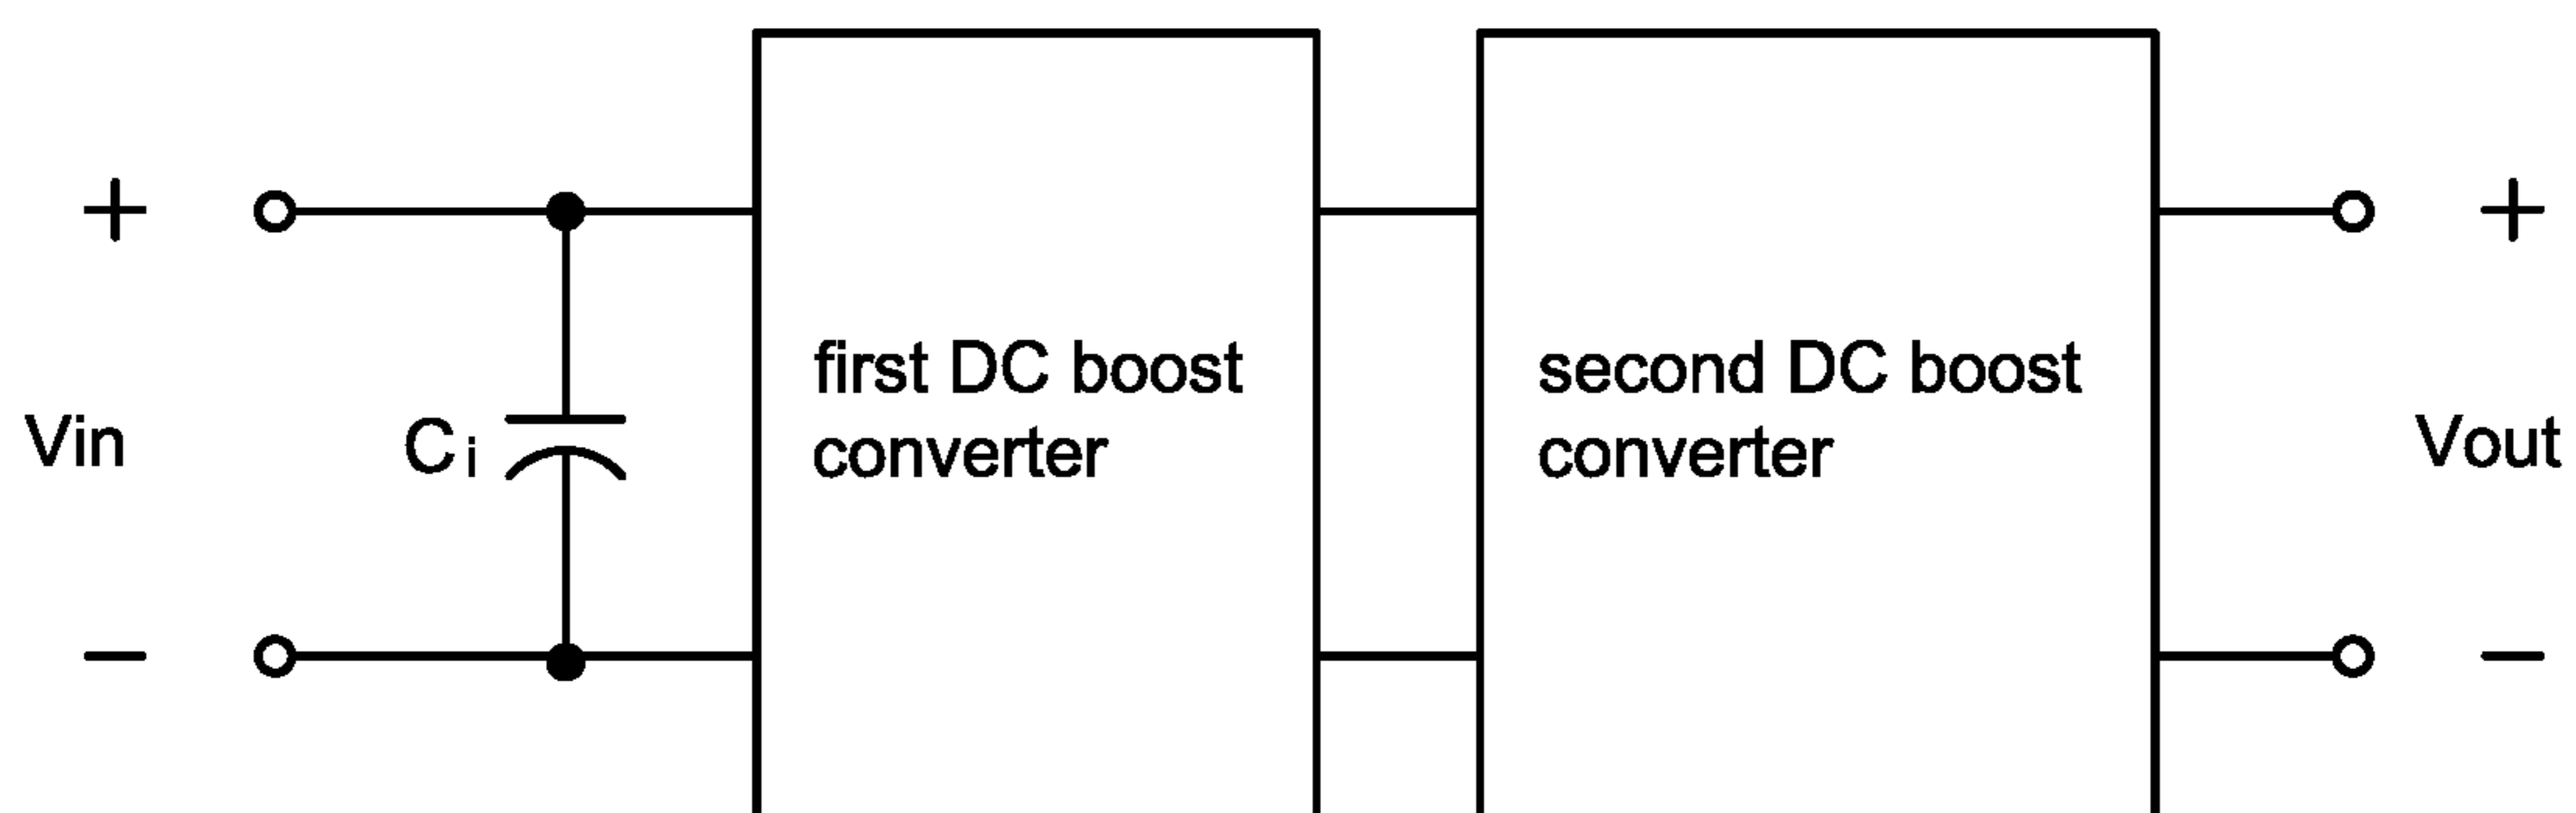 +
+
first DC boost
converter
second DC boost
converter
Vin
Ci
Vout
−
−